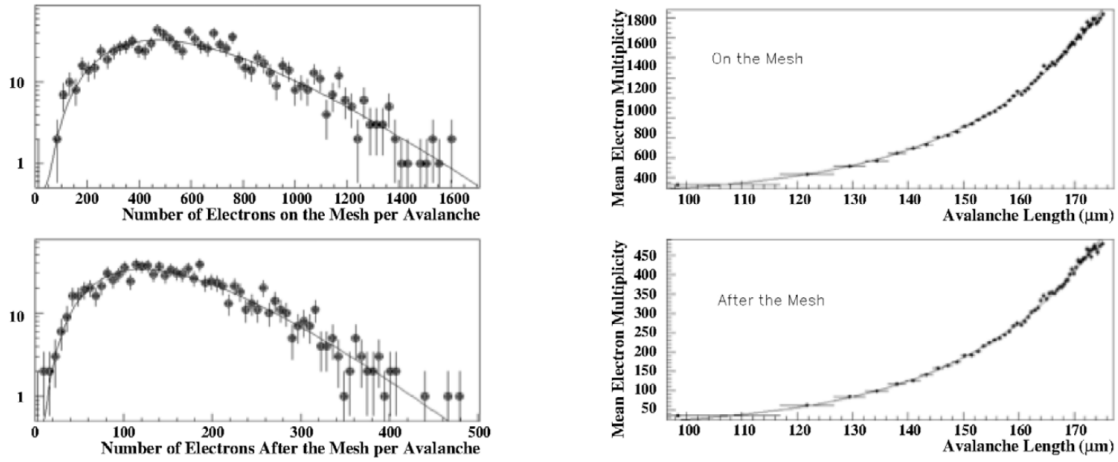 10
1
0 200 400 600 800 1000 1200 1400 1600
Number of Electrons on the Mesh per Avalanche
10
1
0 100 200 300 400 500
Number of Electrons After the Mesh per Avalanche
Mean Electron Multiplicity
1800
1600
1400
1200
1000
800
600
400
On the Mesh
100 110 120 130 140 150 160 170
Avalanche Length (μm)
Mean Electron Multiplicity
450
400
350
300
250
200
150
100
50
After the Mesh
100 110 120 130 140 150 160 170
Avalanche Length (μm)